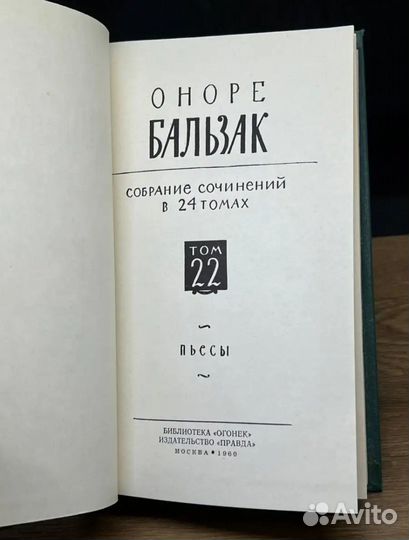 ОНОРЕ
БАЛЬЗАК
СОБРАНИЕ СОЧИНЕНИЙ
В 24 ТОМАХ
ТОМ
22
ПЬЕСЫ
БИБЛИОТЕКА «ОГОНЕК»
ИЗДАТЕЛЬСТВО «ПРАВДА»
МОСКВА • 1960
Avito